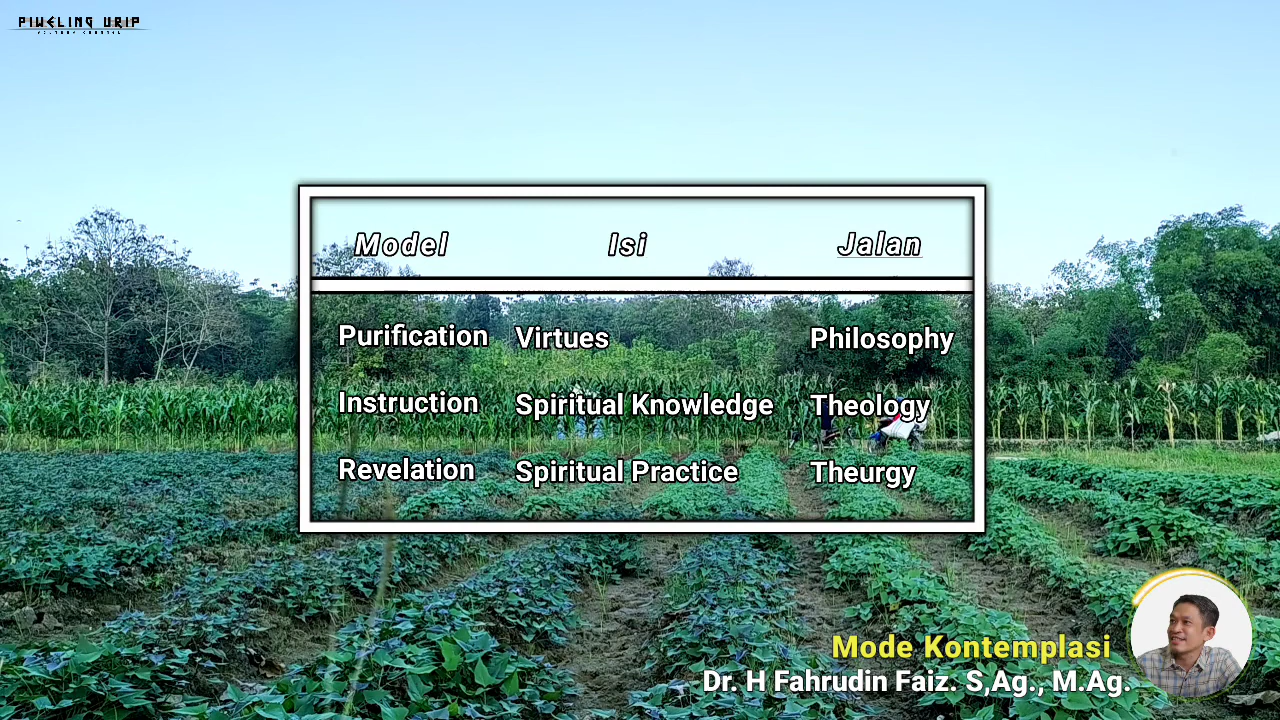 PIWELING URIP
Model Isi Jalan
Purification Virtues Philosophy
Instruction Spiritual Knowledge Theology
Revelation Spiritual Practice Theurgy
Mode Kontemplasi
Dr. H Fahrudin Faiz. S,Ag., M.Ag.